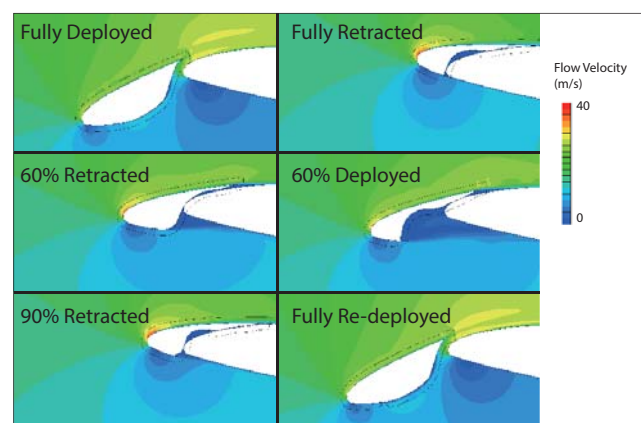 Fully Deployed
Fully Retracted
Flow Velocity
(m/s)
40
0
60% Retracted
60% Deployed
90% Retracted
Fully Re-deployed